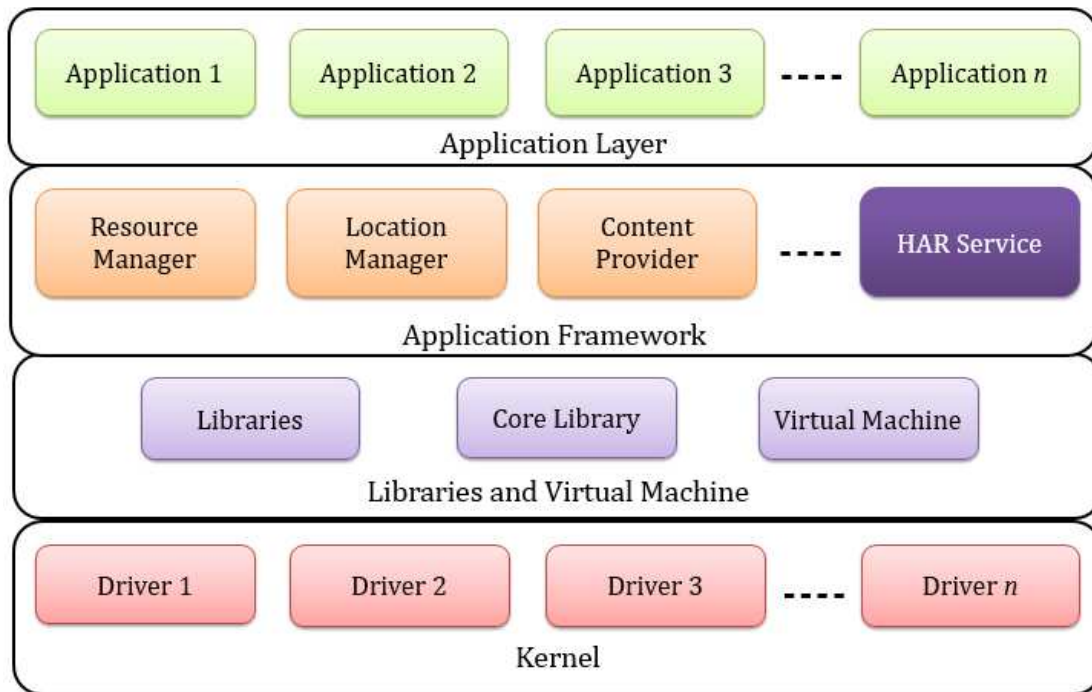 Application 1
Application 2
Application 3
Application n
Application Layer
Resource
Manager
Location
Manager
Content
Provider
HAR Service
Application Framework
Libraries
Core Library
Virtual Machine
Libraries and Virtual Machine
Driver 1
Driver 2
Driver 3
Driver n
Kernel